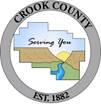 CROOK COUNTY
Serving You
EST. 1882